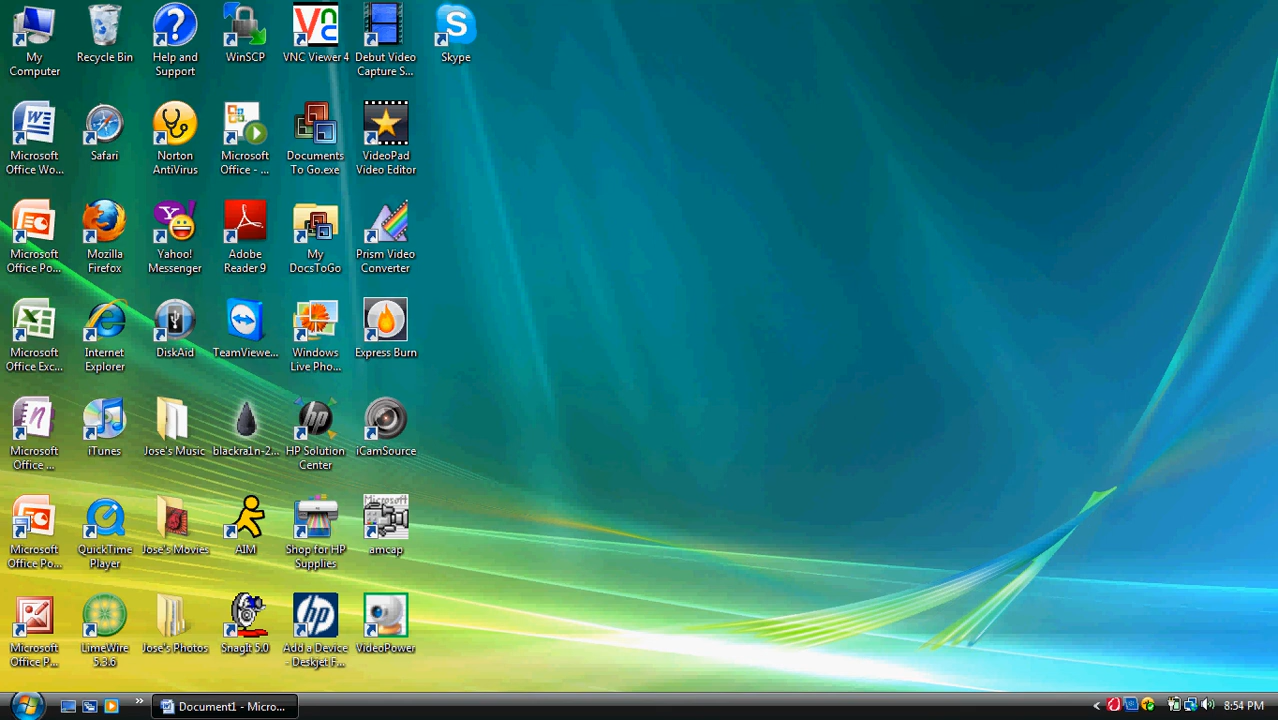 My
Computer
Recycle Bin
Help and
Support
WinSCP
VNC Viewer 4
Debut Video
Capture S...
Skype
Microsoft
Office Wo...
Safari
Norton
AntiVirus
Microsoft
Office - ...
Documents
To Go.exe
VideoPad
Video Editor
Microsoft
Office Po...
Mozilla
Firefox
Yahoo!
Messenger
Adobe
Reader 9
My
DocsToGo
Prism Video
Converter
Microsoft
Office Exc...
Internet
Explorer
DiskAid
TeamViewe...
Windows
Live Pho...
Express Burn
Microsoft
Office ...
iTunes
Jose's Music
blackra1n-2...
HP Solution
Center
iCamSource
Microsoft
Office Po...
QuickTime
Player
Jose's Movies
AIM
Shop for HP
Supplies
Microsoft
amcap
Microsoft
Office P...
LimeWire
5.3.6
Jose's Photos
SnagIt 5.0
Add a Device
- Deskjet F...
VideoPower
Document1 - Micro...
8:54 PM